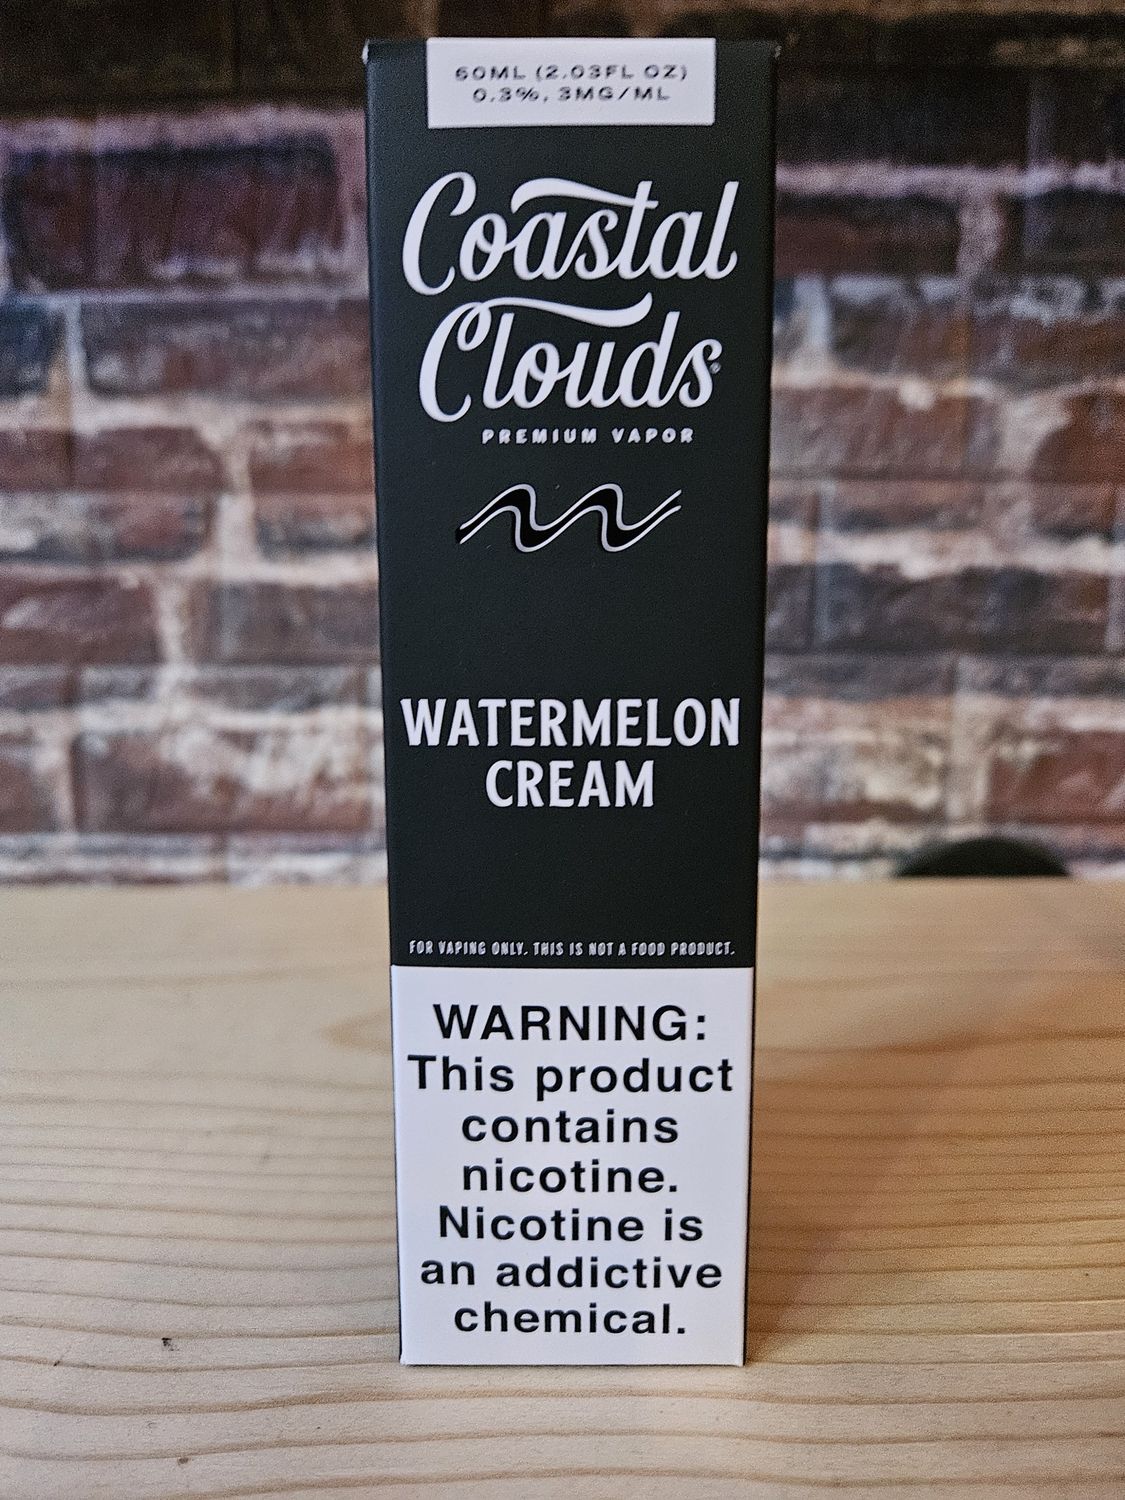 60ML (2.03FL OZ)
0.3%, 3MG/ML
Coastal
Clouds®
PREMIUM VAPOR
WATERMELON
CREAM
FOR VAPING ONLY. THIS IS NOT A FOOD PRODUCT.
WARNING:
This product
contains
nicotine.
Nicotine is
an addictive
chemical.